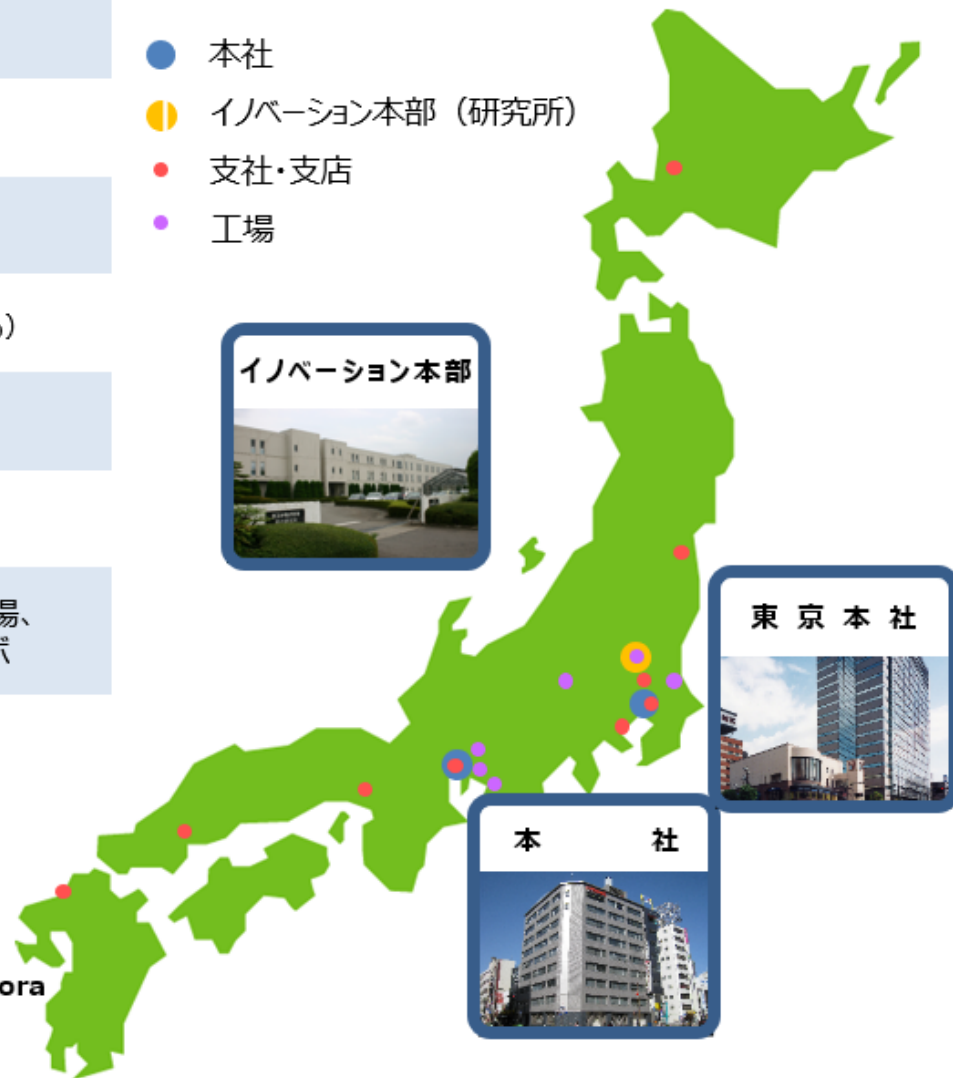 本社
イノベーション本部（研究所）
支社・支店
工場
）
イノベーション本部
場、
東京本社
本　　社
ora